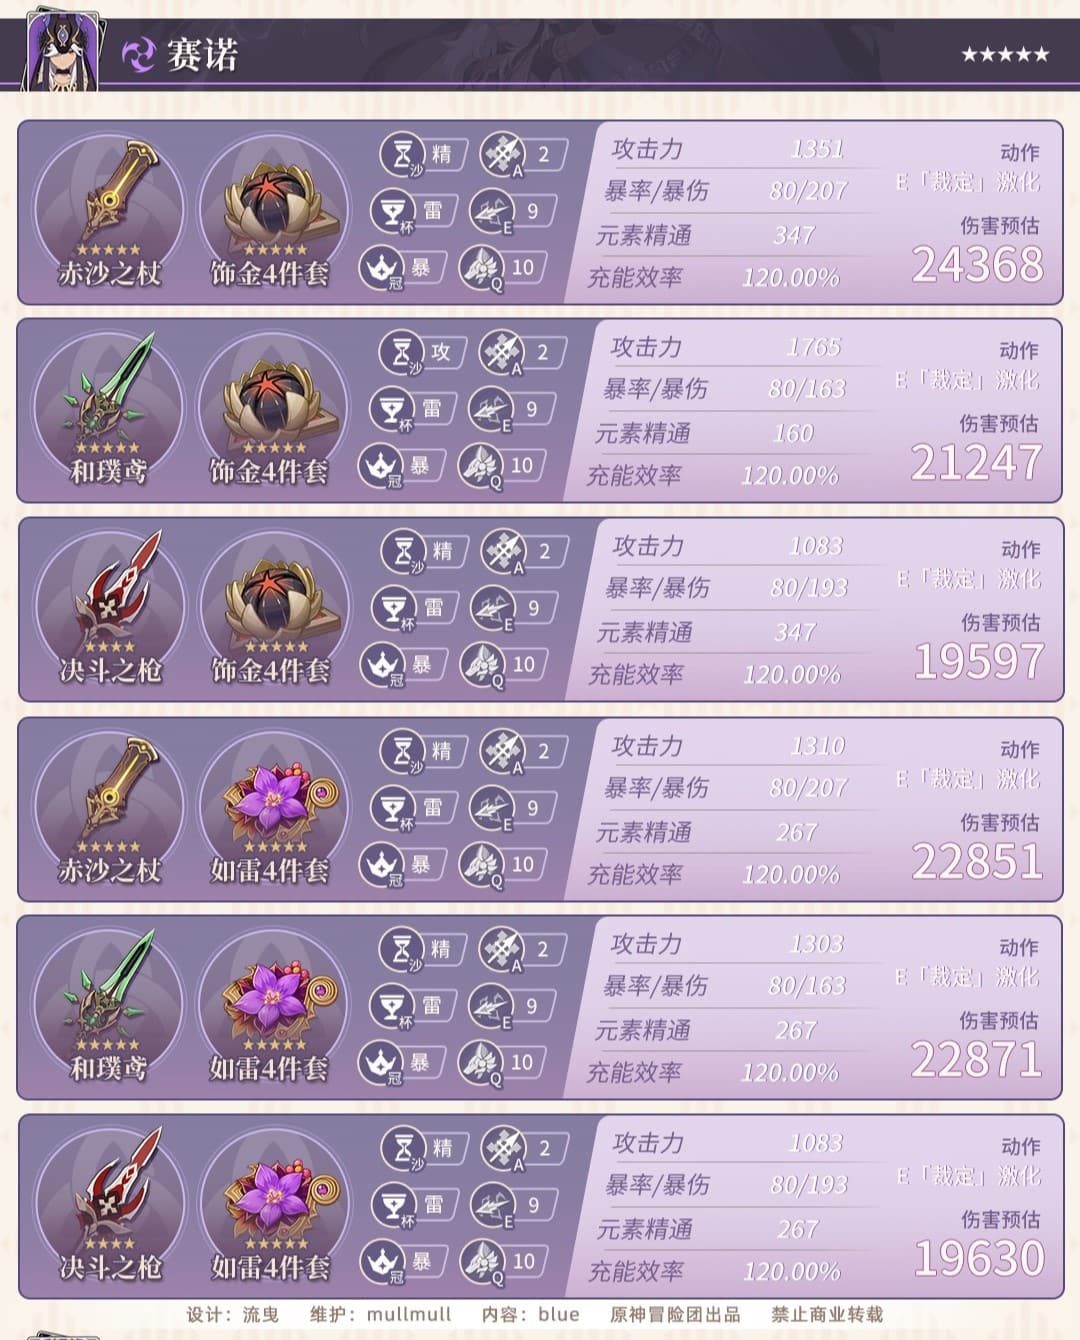 赛诺 ★★★★★
赤沙之杖 饰金4件套
沙 精 A 2
杯 雷 E 9
冠 暴 Q 10
攻击力 1351
暴率/暴伤 80/207
元素精通 347
充能效率 120.00%
动作
E「裁定」激化
伤害预估
24368
和璞鸢 饰金4件套
沙 攻 A 2
杯 雷 E 9
冠 暴 Q 10
攻击力 1765
暴率/暴伤 80/163
元素精通 160
充能效率 120.00%
动作
E「裁定」激化
伤害预估
21247
决斗之枪 饰金4件套
沙 精 A 2
杯 雷 E 9
冠 暴 Q 10
攻击力 1083
暴率/暴伤 80/193
元素精通 347
充能效率 120.00%
动作
E「裁定」激化
伤害预估
19597
赤沙之杖 如雷4件套
沙 精 A 2
杯 雷 E 9
冠 暴 Q 10
攻击力 1310
暴率/暴伤 80/207
元素精通 267
充能效率 120.00%
动作
E「裁定」激化
伤害预估
22851
和璞鸢 如雷4件套
沙 精 A 2
杯 雷 E 9
冠 暴 Q 10
攻击力 1303
暴率/暴伤 80/163
元素精通 267
充能效率 120.00%
动作
E「裁定」激化
伤害预估
22871
决斗之枪 如雷4件套
沙 精 A 2
杯 雷 E 9
冠 暴 Q 10
攻击力 1083
暴率/暴伤 80/193
元素精通 267
充能效率 120.00%
动作
E「裁定」激化
伤害预估
19630
设计：流曳 维护：mullmull 内容：blue 原神冒险团出品 禁止商业转载